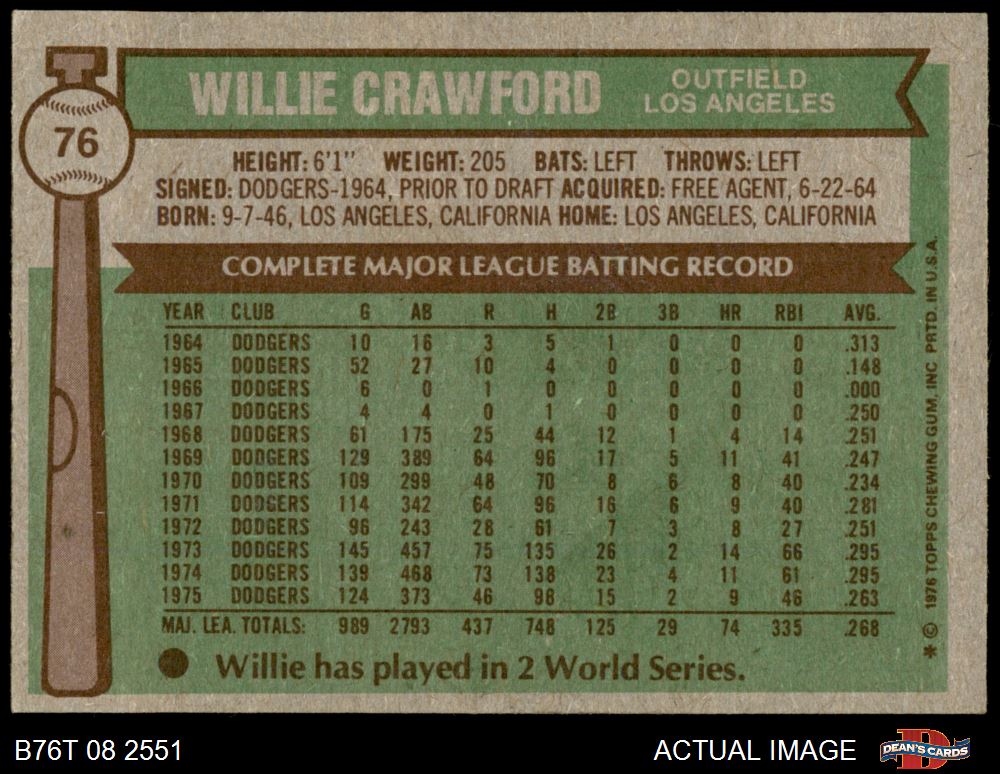 76
WILLIE CRAWFORD
OUTFIELD
LOS ANGELES
HEIGHT: 6'1" WEIGHT: 205 BATS: LEFT THROWS: LEFT
SIGNED: DODGERS-1964, PRIOR TO DRAFT ACQUIRED: FREE AGENT, 6-22-64
BORN: 9-7-46, LOS ANGELES, CALIFORNIA HOME: LOS ANGELES, CALIFORNIA
COMPLETE MAJOR LEAGUE BATTING RECORD
YEAR CLUB G AB R H 2B 3B HR RBI AVG.
1964 DODGERS 10 16 3 5 1 0 0 0 .313
1965 DODGERS 52 27 10 4 0 0 0 0 .148
1966 DODGERS 6 0 1 0 0 0 0 0 .000
1967 DODGERS 4 4 0 1 0 0 0 0 .250
1968 DODGERS 61 175 25 44 12 1 4 14 .251
1969 DODGERS 129 389 64 96 17 5 11 41 .247
1970 DODGERS 109 299 48 70 8 6 8 40 .234
1971 DODGERS 114 342 64 96 16 6 9 40 .281
1972 DODGERS 96 243 28 61 7 3 8 27 .251
1973 DODGERS 145 457 75 135 26 2 14 66 .295
1974 DODGERS 139 468 73 138 23 4 11 61 .295
1975 DODGERS 124 373 46 98 15 2 9 46 .263
MAJ. LEA. TOTALS: 989 2793 437 748 125 29 74 335 .268
Willie has played in 2 World Series.
* © 1976 TOPPS CHEWING GUM, INC PRTD. IN U.S.A.
B76T 08 2551
ACTUAL IMAGE
DEAN'S CARDS